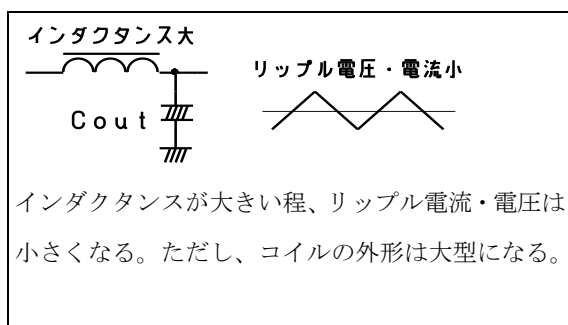 インダクタンス大
リップル電圧・電流小
Cout
インダクタンスが大きい程、リップル電流・電圧は
小さくなる。ただし、コイルの外形は大型になる。